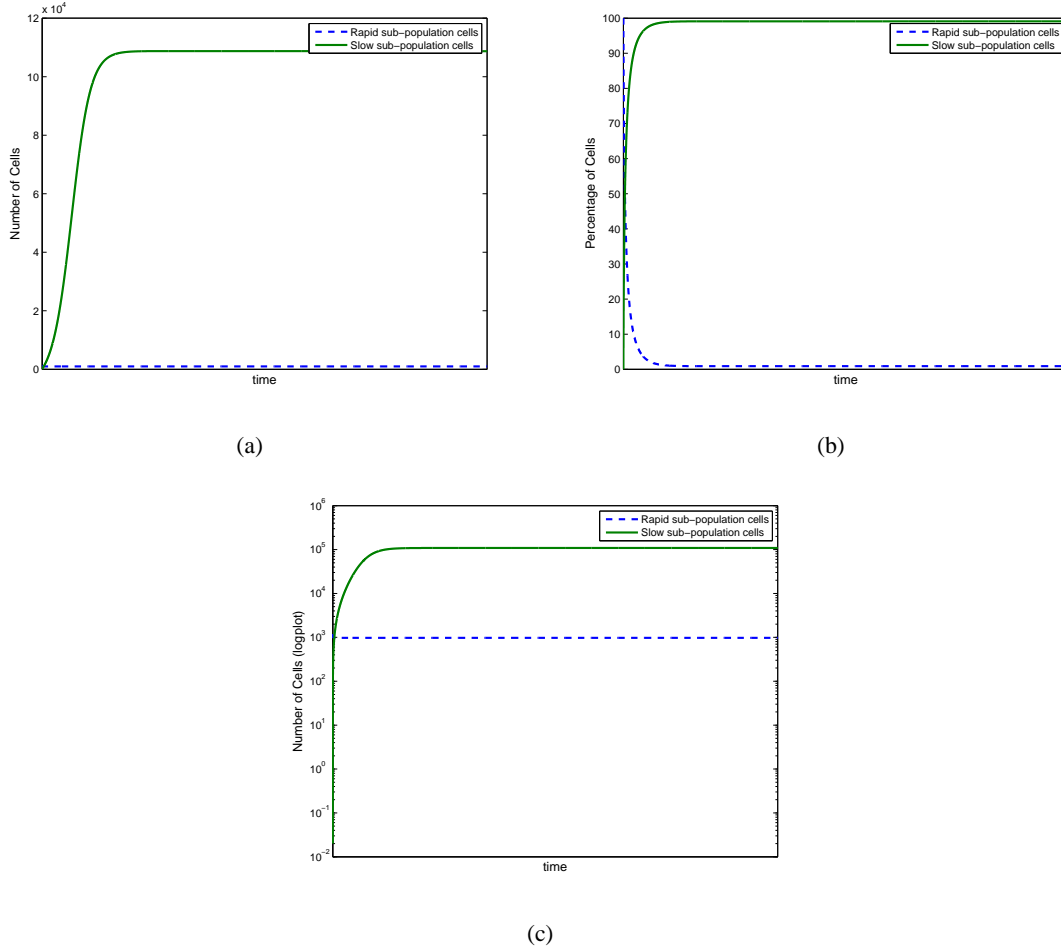 x 10^4
12
10
8
6
4
2
0
Number of Cells
time
Rapid sub−population cells
Slow sub−population cells
(a)
100
90
80
70
60
50
40
30
20
10
0
Percentage of Cells
time
Rapid sub−population cells
Slow sub−population cells
(b)
10^6
10^5
10^4
10^3
10^2
10^1
10^0
10^−1
10^−2
Number of Cells (logplot)
time
Rapid sub−population cells
Slow sub−population cells
(c)